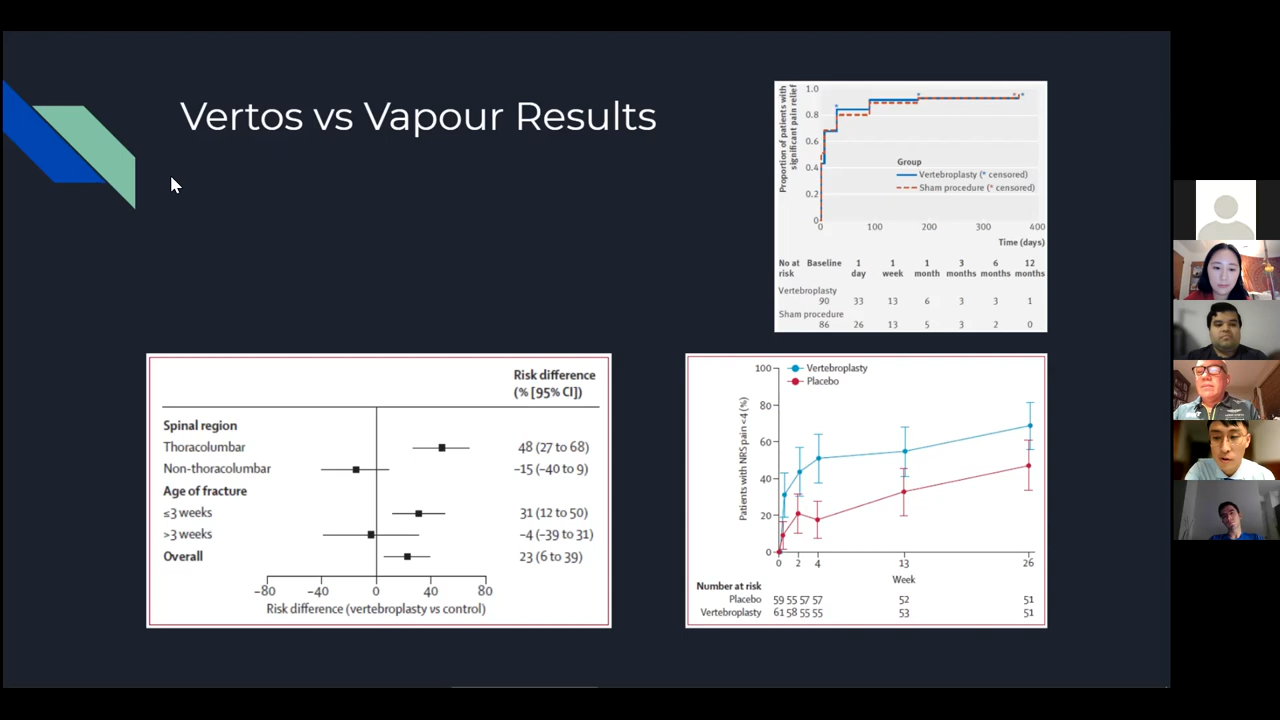 Vertos vs Vapour Results
Proportion of patients with
significant pain relief
1.0
0.8
0.6
0.4
0.2
0
Group
Vertebroplasty (* censored)
Sham procedure (* censored)
0 100 200 300 400
Time (days)
No at risk Baseline 1 day 1 week 1 month 3 months 6 months 12 months
Vertebroplasty
90 33 13 6 3 3 1
Sham procedure
86 26 13 5 3 2 0
Risk difference
(% [95% CI])
Spinal region
Thoracolumbar 48 (27 to 68)
Non-thoracolumbar –15 (–40 to 9)
Age of fracture
≤3 weeks 31 (12 to 50)
>3 weeks –4 (–39 to 31)
Overall 23 (6 to 39)
–80 –40 0 40 80
Risk difference (vertebroplasty vs control)
Vertebroplasty
Placebo
Patients with NRS pain <4 (%)
100
80
60
40
20
0
0 2 4 13 26
Week
Number at risk
Placebo 59 55 57 57 52 51
Vertebroplasty 61 58 55 55 53 51